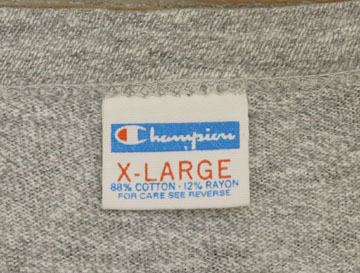 Champion
X-LARGE
88% COTTON · 12% RAYON
FOR CARE SEE REVERSE